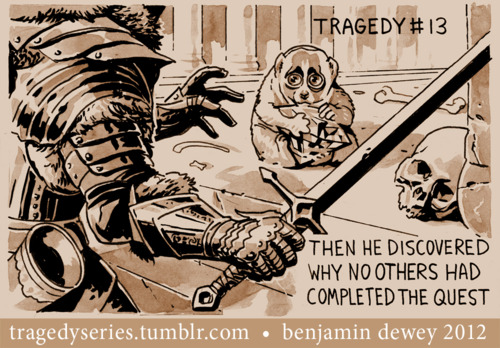 TRAGEDY #13
THEN HE DISCOVERED
WHY NO OTHERS HAD
COMPLETED THE QUEST
tragedyseries.tumblr.com • benjamin dewey 2012